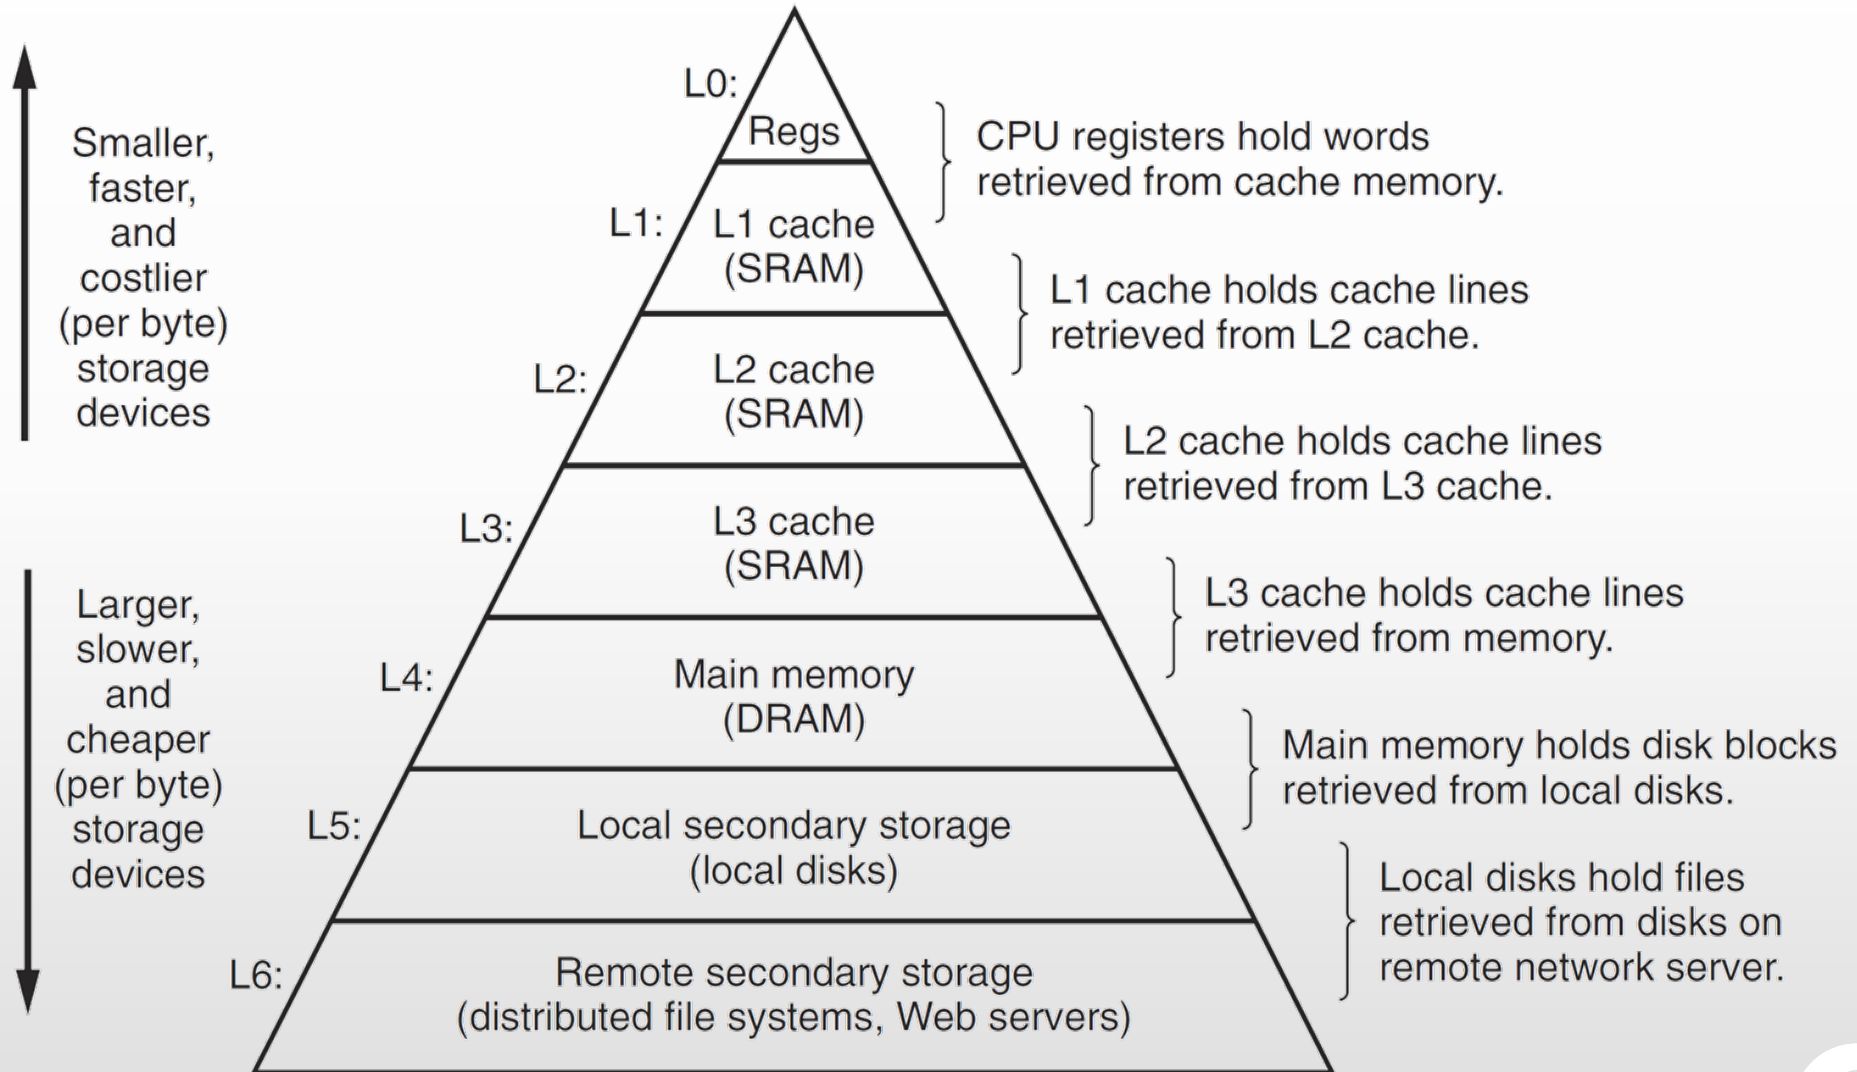 Smaller,
faster,
and
costlier
(per byte)
storage
devices
Larger,
slower,
and
cheaper
(per byte)
storage
devices
L0:
Regs
L1:
L1 cache
(SRAM)
L2:
L2 cache
(SRAM)
L3:
L3 cache
(SRAM)
L4:
Main memory
(DRAM)
L5:
Local secondary storage
(local disks)
L6:
Remote secondary storage
(distributed file systems, Web servers)
CPU registers hold words
retrieved from cache memory.
L1 cache holds cache lines
retrieved from L2 cache.
L2 cache holds cache lines
retrieved from L3 cache.
L3 cache holds cache lines
retrieved from memory.
Main memory holds disk blocks
retrieved from local disks.
Local disks hold files
retrieved from disks on
remote network server.